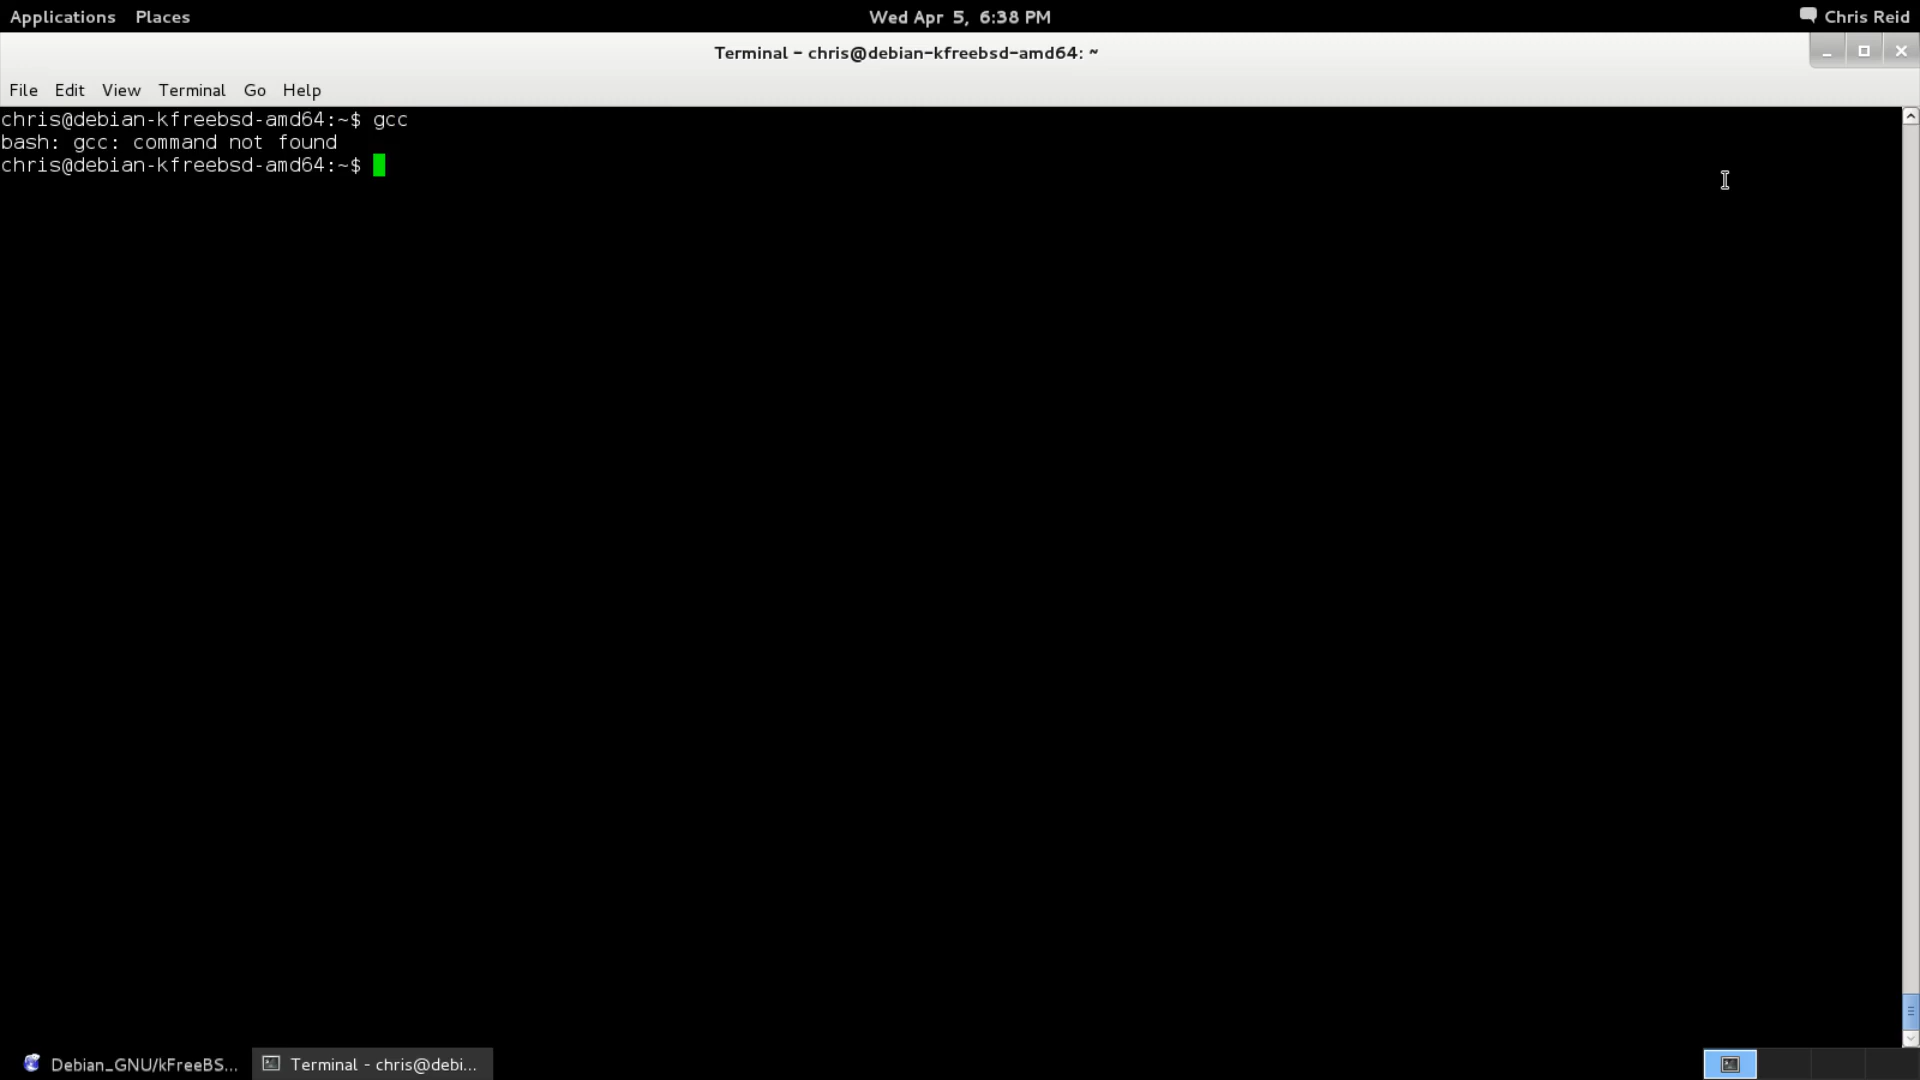 Applications Places Wed Apr 5, 6:38 PM Chris Reid
Terminal - chris@debian-kfreebsd-amd64: ~
File Edit View Terminal Go Help
chris@debian-kfreebsd-amd64:~$ gcc
bash: gcc: command not found
chris@debian-kfreebsd-amd64:~$
Debian_GNU/kFreeBS... Terminal - chris@debi...